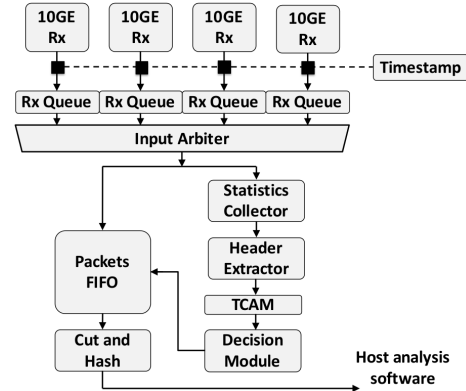 10GE
Rx
10GE
Rx
10GE
Rx
10GE
Rx
Timestamp
Rx Queue
Rx Queue
Rx Queue
Rx Queue
Input Arbiter
Statistics
Collector
Packets
FIFO
Header
Extractor
TCAM
Cut and
Hash
Decision
Module
Host analysis
software